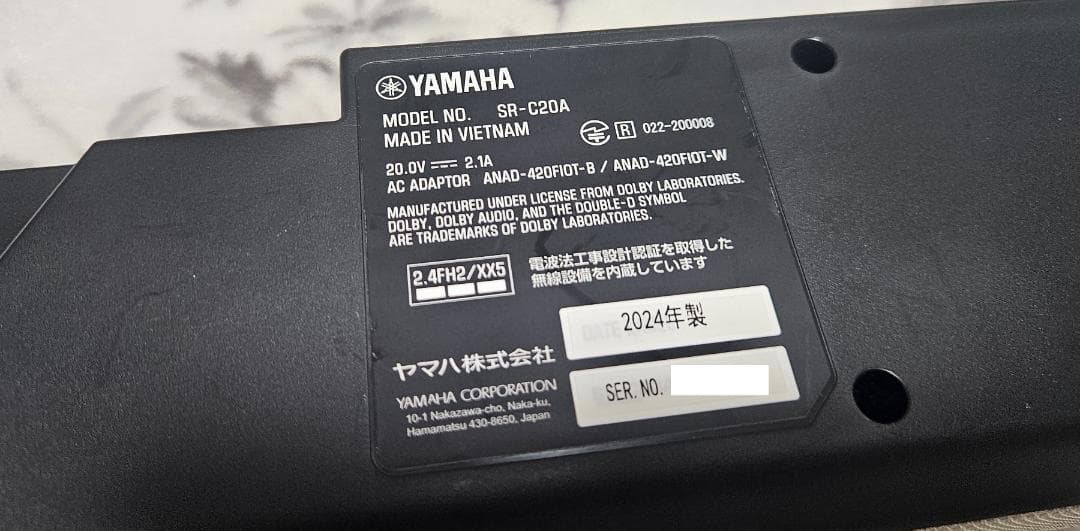 YAMAHA
MODEL NO. SR-C20A
MADE IN VIETNAM
R 022-200008
20.0V 2.1A
AC ADAPTOR ANAD-420FIOT-B / ANAD-420FIOT-W
MANUFACTURED UNDER LICENSE FROM DOLBY LABORATORIES.
DOLBY, DOLBY AUDIO, AND THE DOUBLE-D SYMBOL
ARE TRADEMARKS OF DOLBY LABORATORIES.
2.4FH2/XX5
電波法工事設計認証を取得した
無線設備を内蔵しています
DATE
2024年製
ヤマハ株式会社
SER. NO.
YAMAHA CORPORATION
10-1 Nakazawa-cho, Naka-ku,
Hamamatsu 430-8650, Japan